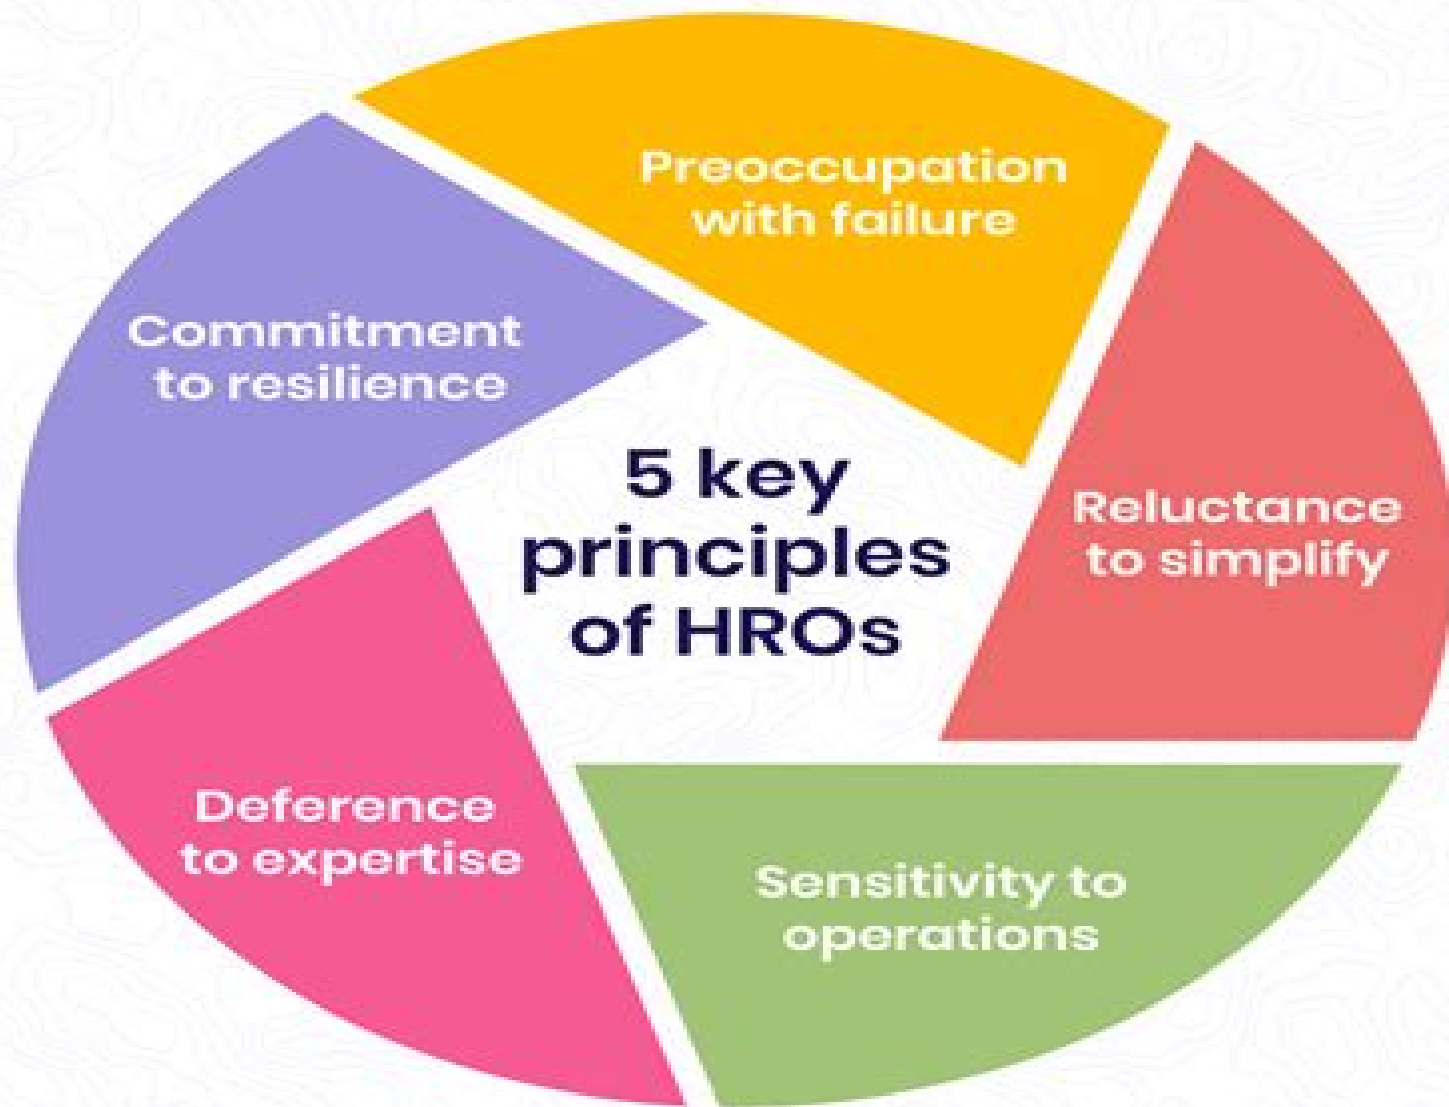 Preoccupation
with failure
Commitment
to resilience
5 key
principles
of HROs
Reluctance
to simplify
Deference
to expertise
Sensitivity to
operations